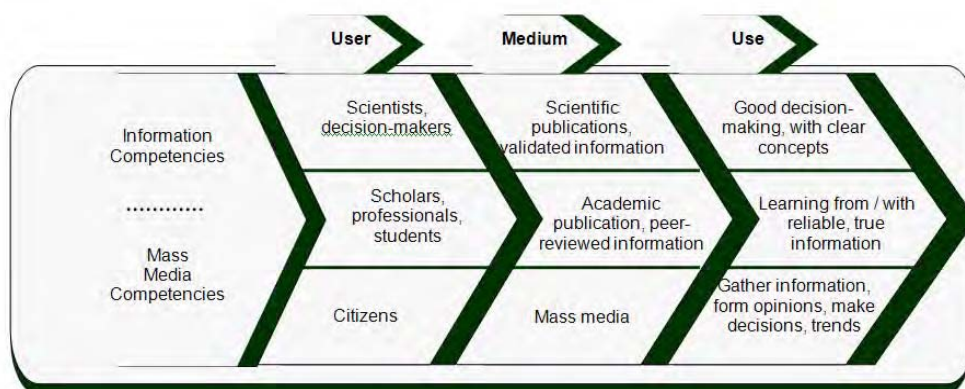 User
Medium
Use
Information
Competencies
............
Mass
Media
Competencies
Scientists,
decision-makers
Scientific
publications,
validated information
Good decision-
making, with clear
concepts
Scholars,
professionals,
students
Academic
publication, peer-
reviewed information
Learning from / with
reliable, true
information
Citizens
Mass media
Gather information,
form opinions, make
decisions, trends